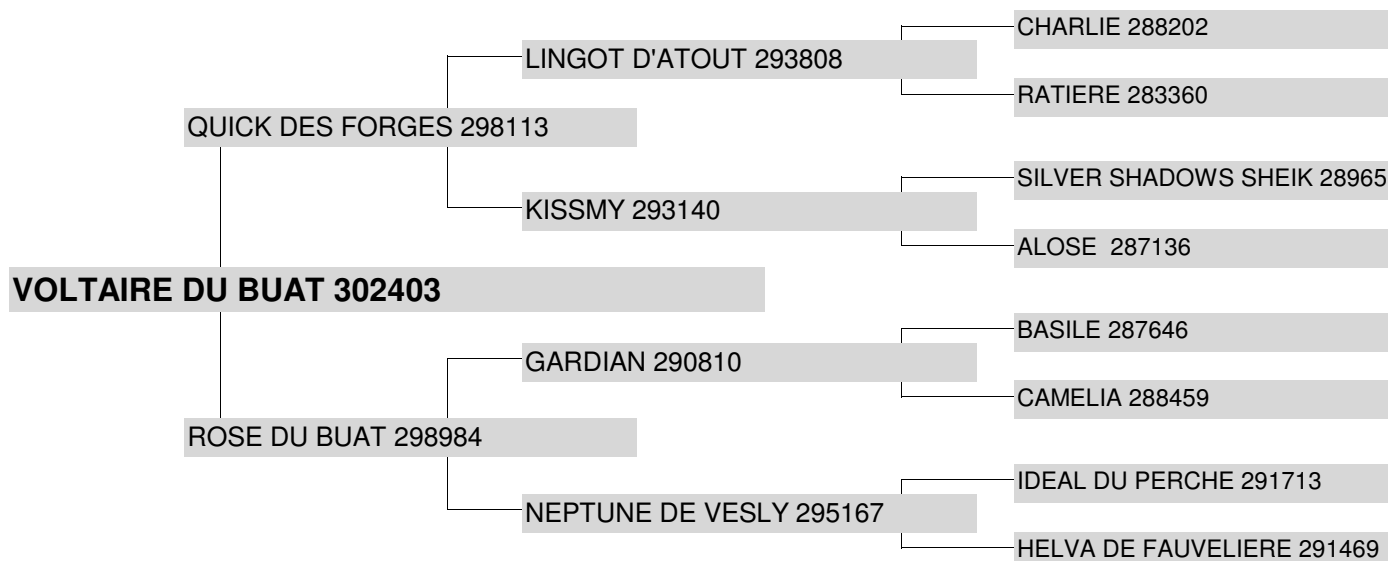 CHARLIE 288202
LINGOT D'ATOUT 293808
RATIERE 283360
QUICK DES FORGES 298113
SILVER SHADOWS SHEIK 28965
KISSMY 293140
ALOSE 287136
VOLTAIRE DU BUAT 302403
BASILE 287646
GARDIAN 290810
CAMELIA 288459
ROSE DU BUAT 298984
IDEAL DU PERCHE 291713
NEPTUNE DE VESLY 295167
HELVA DE FAUVELIERE 291469